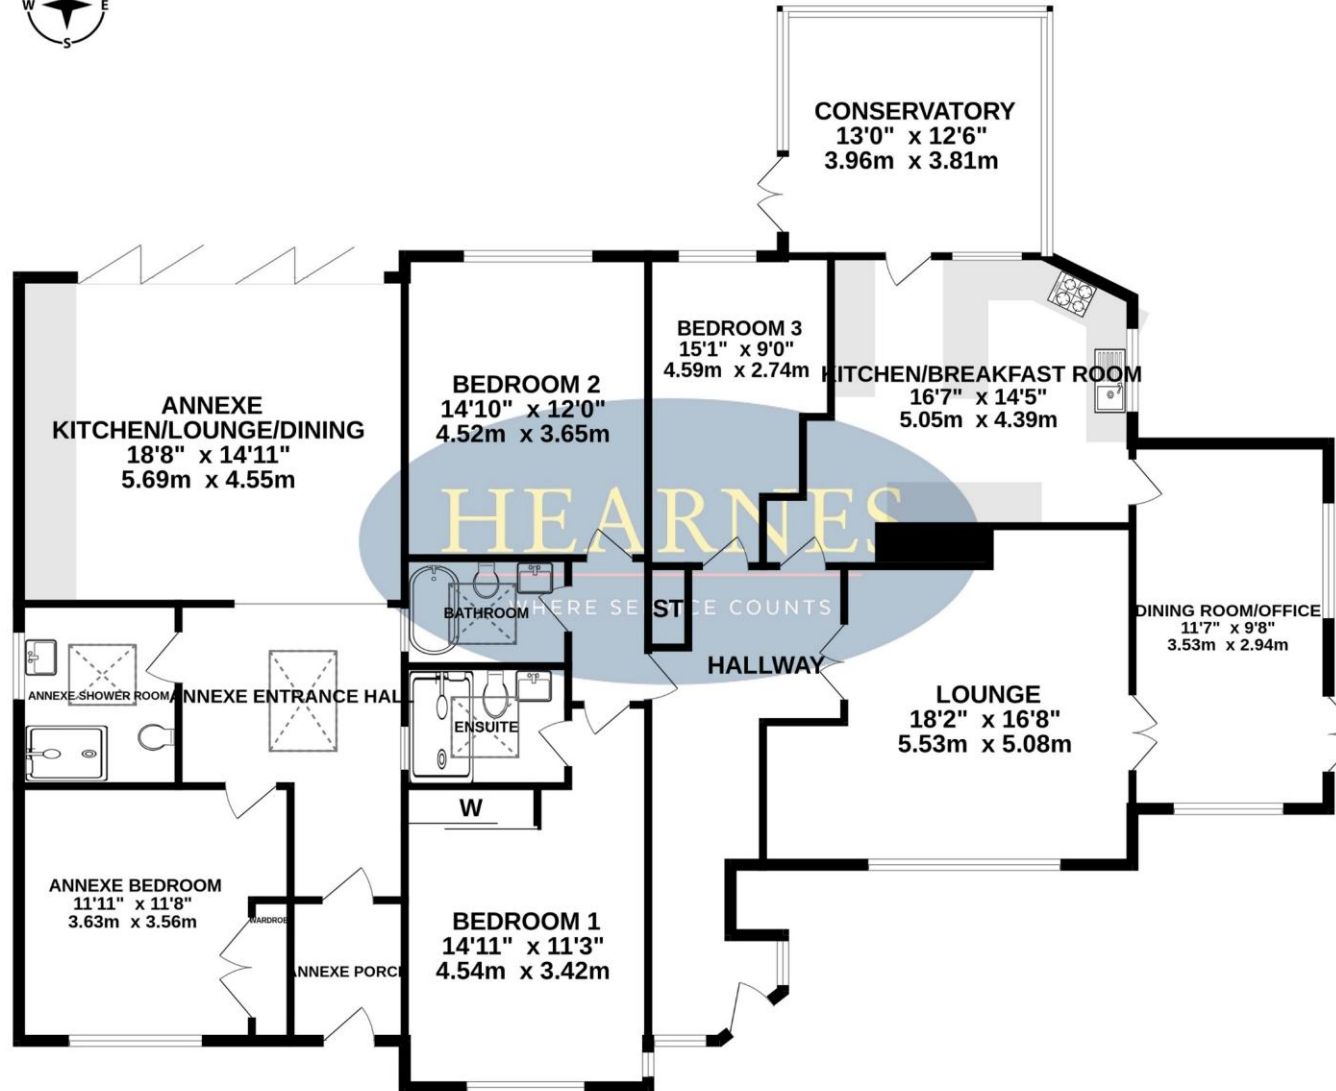 W
E
S
CONSERVATORY
13'0" x 12'6"
3.96m x 3.81m
BEDROOM 3
15'1" x 9'0"
4.59m x 2.74m
KITCHEN/BREAKFAST ROOM
16'7" x 14'5"
5.05m x 4.39m
BEDROOM 2
14'10" x 12'0"
4.52m x 3.65m
ANNEXE
KITCHEN/LOUNGE/DINING
18'8" x 14'11"
5.69m x 4.55m
HEARNES
WHERE SERVICE COUNTS
BATHROOM
ST
DINING ROOM/OFFICE
11'7" x 9'8"
3.53m x 2.94m
HALLWAY
ANNEXE SHOWER ROOM
ANNEXE ENTRANCE HALL
ENSUITE
LOUNGE
18'2" x 16'8"
5.53m x 5.08m
W
ANNEXE BEDROOM
11'11" x 11'8"
3.63m x 3.56m
WARDROBE
BEDROOM 1
14'11" x 11'3"
4.54m x 3.42m
ANNEXE PORCH